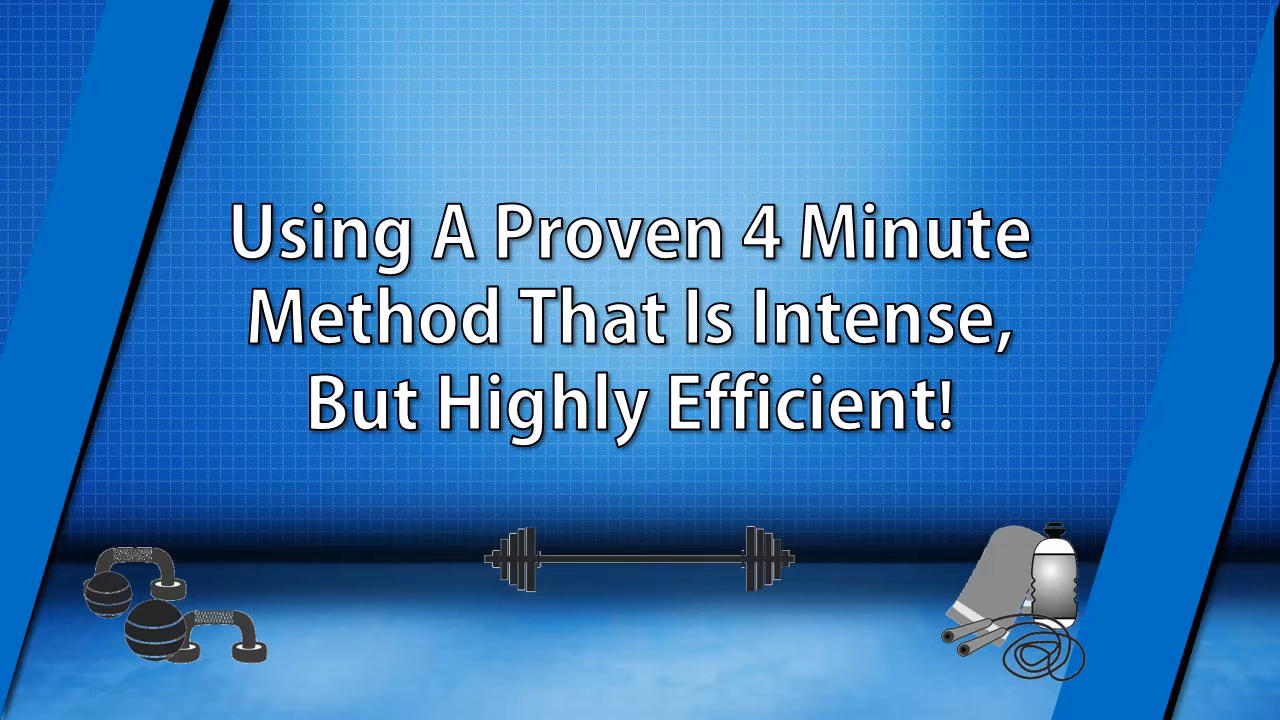 Using A Proven 4 Minute
Method That Is Intense,
But Highly Efficient!